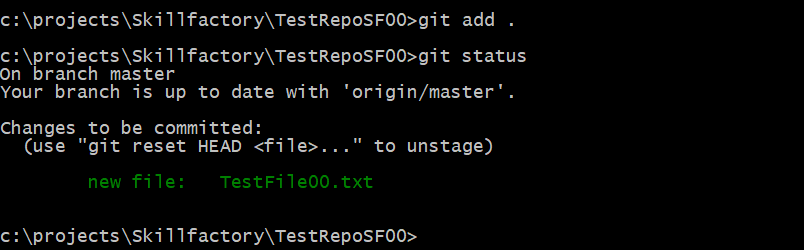 c:\projects\Skillfactory\TestRepoSF00>git add .
c:\projects\Skillfactory\TestRepoSF00>git status
On branch master
Your branch is up to date with 'origin/master'.
Changes to be committed:
  (use "git reset HEAD <file>..." to unstage)
        new file:   TestFile00.txt
c:\projects\Skillfactory\TestRepoSF00>